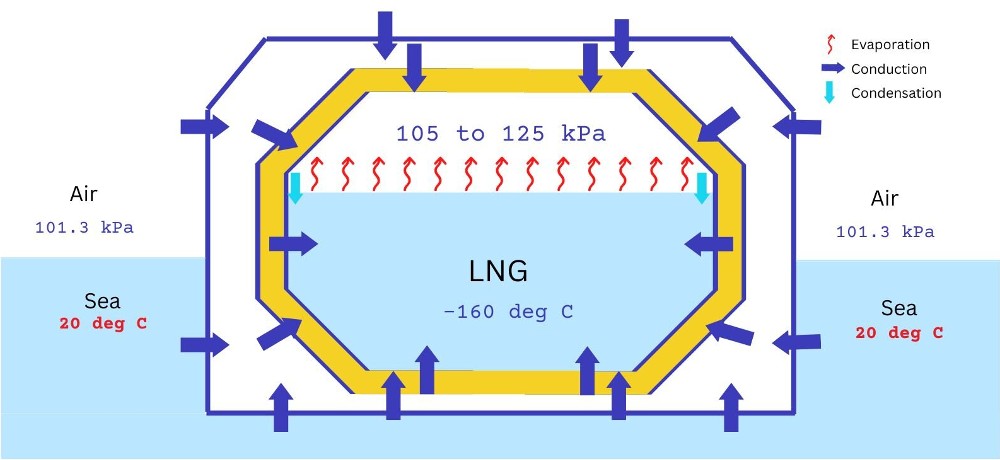 Evaporation
Conduction
Condensation
105 to 125 kPa
Air
101.3 kPa
Air
101.3 kPa
LNG
-160 deg C
Sea
20 deg C
Sea
20 deg C